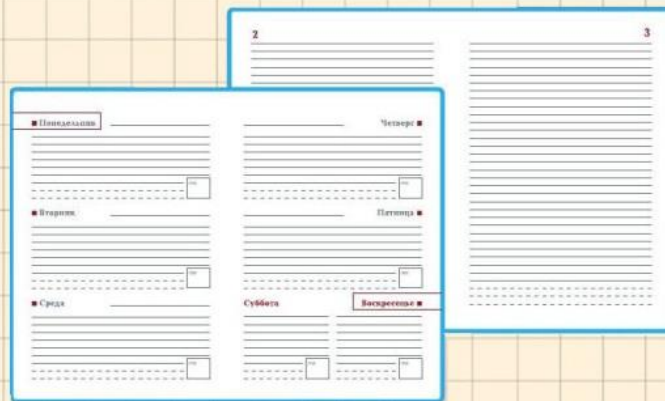 2
3
Понедельник
Четверг
Вторник
Пятница
Среда
Суббота
Воскресенье